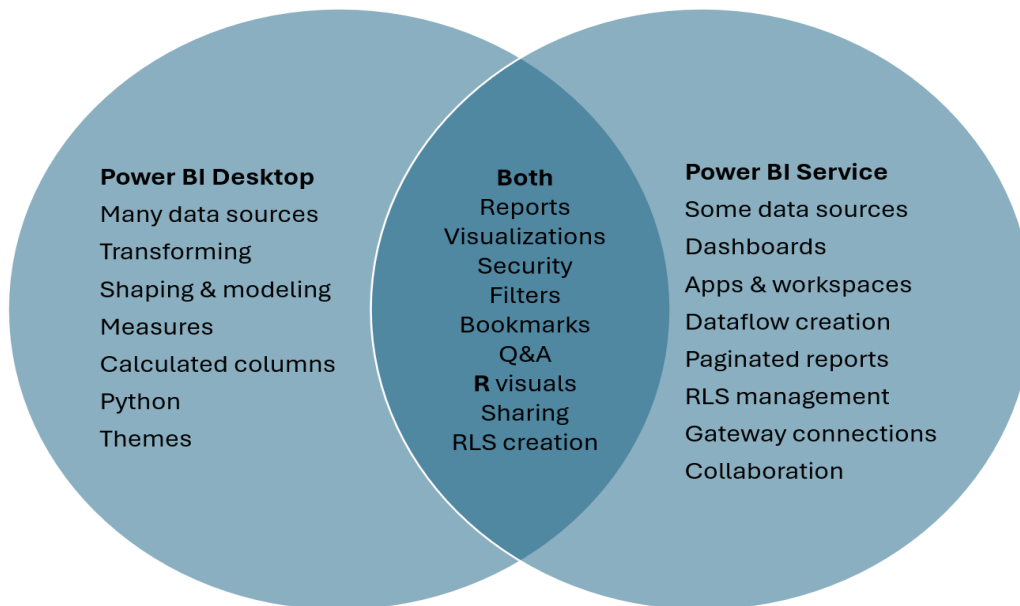 Power BI Desktop
Many data sources
Transforming
Shaping & modeling
Measures
Calculated columns
Python
Themes
Both
Reports
Visualizations
Security
Filters
Bookmarks
Q&A
R visuals
Sharing
RLS creation
Power BI Service
Some data sources
Dashboards
Apps & workspaces
Dataflow creation
Paginated reports
RLS management
Gateway connections
Collaboration